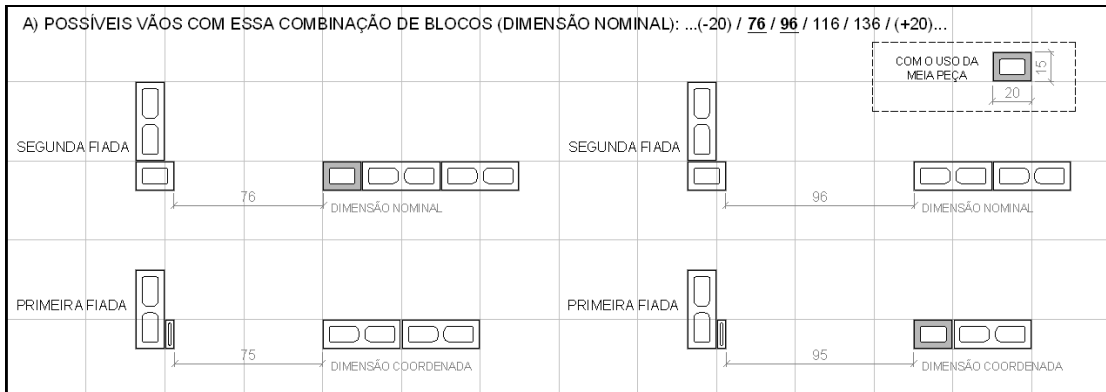 A) POSSÍVEIS VÃOS COM ESSA COMBINAÇÃO DE BLOCOS (DIMENSÃO NOMINAL): ...(-20) / 76 / 96 / 116 / 136 / (+20)...
COM O USO DA
MEIA PEÇA
15
20
SEGUNDA FIADA
76
DIMENSÃO NOMINAL
SEGUNDA FIADA
96
DIMENSÃO NOMINAL
PRIMEIRA FIADA
75
DIMENSÃO COORDENADA
PRIMEIRA FIADA
95
DIMENSÃO COORDENADA